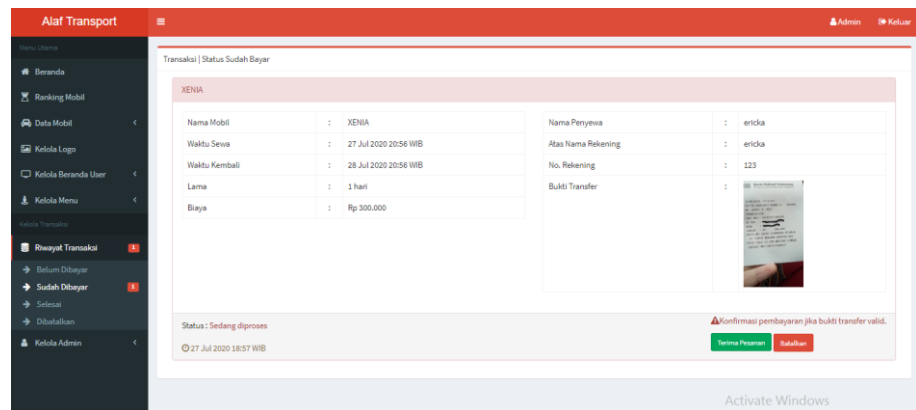 Alaf Transport
Admin
Keluar
Menu Utama
Beranda
Ranking Mobil
Data Mobil
Kelola Logo
Kelola Beranda User
Kelola Menu
Kelola Transaksi
Riwayat Transaksi 1
Belum Dibayar
Sudah Dibayar 1
Selesai
Dibatalkan
Kelola Admin
Transaksi | Status Sudah Bayar
XENIA
Nama Mobil : XENIA
Waktu Sewa : 27 Jul 2020 20:56 WIB
Waktu Kembali : 28 Jul 2020 20:56 WIB
Lama : 1 hari
Biaya : Rp 300.000
Nama Penyewa : ericka
Atas Nama Rekening : ericka
No. Rekening : 123
Bukti Transfer :
Status : Sedang diproses
27 Jul 2020 18:57 WIB
Konfirmasi pembayaran jika bukti transfer valid.
Terima Pesanan
Batalkan
Activate Windows